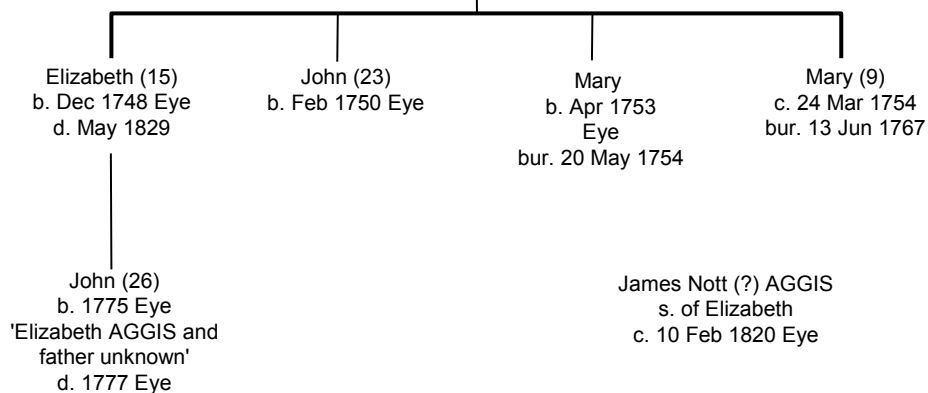 Elizabeth (15)
b. Dec 1748 Eye
d. May 1829
John (23)
b. Feb 1750 Eye
Mary
b. Apr 1753
Eye
bur. 20 May 1754
Mary (9)
c. 24 Mar 1754
bur. 13 Jun 1767
John (26)
b. 1775 Eye
'Elizabeth AGGIS and
father unknown'
d. 1777 Eye
James Nott (?) AGGIS
s. of Elizabeth
c. 10 Feb 1820 Eye